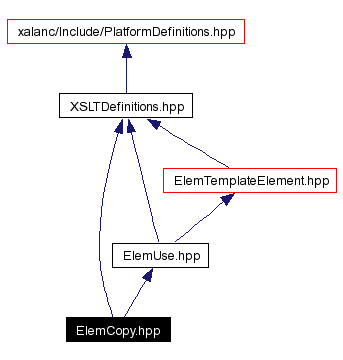 xalanc/Include/PlatformDefinitions.hpp
XSLTDefinitions.hpp
ElemTemplateElement.hpp
ElemUse.hpp
ElemCopy.hpp